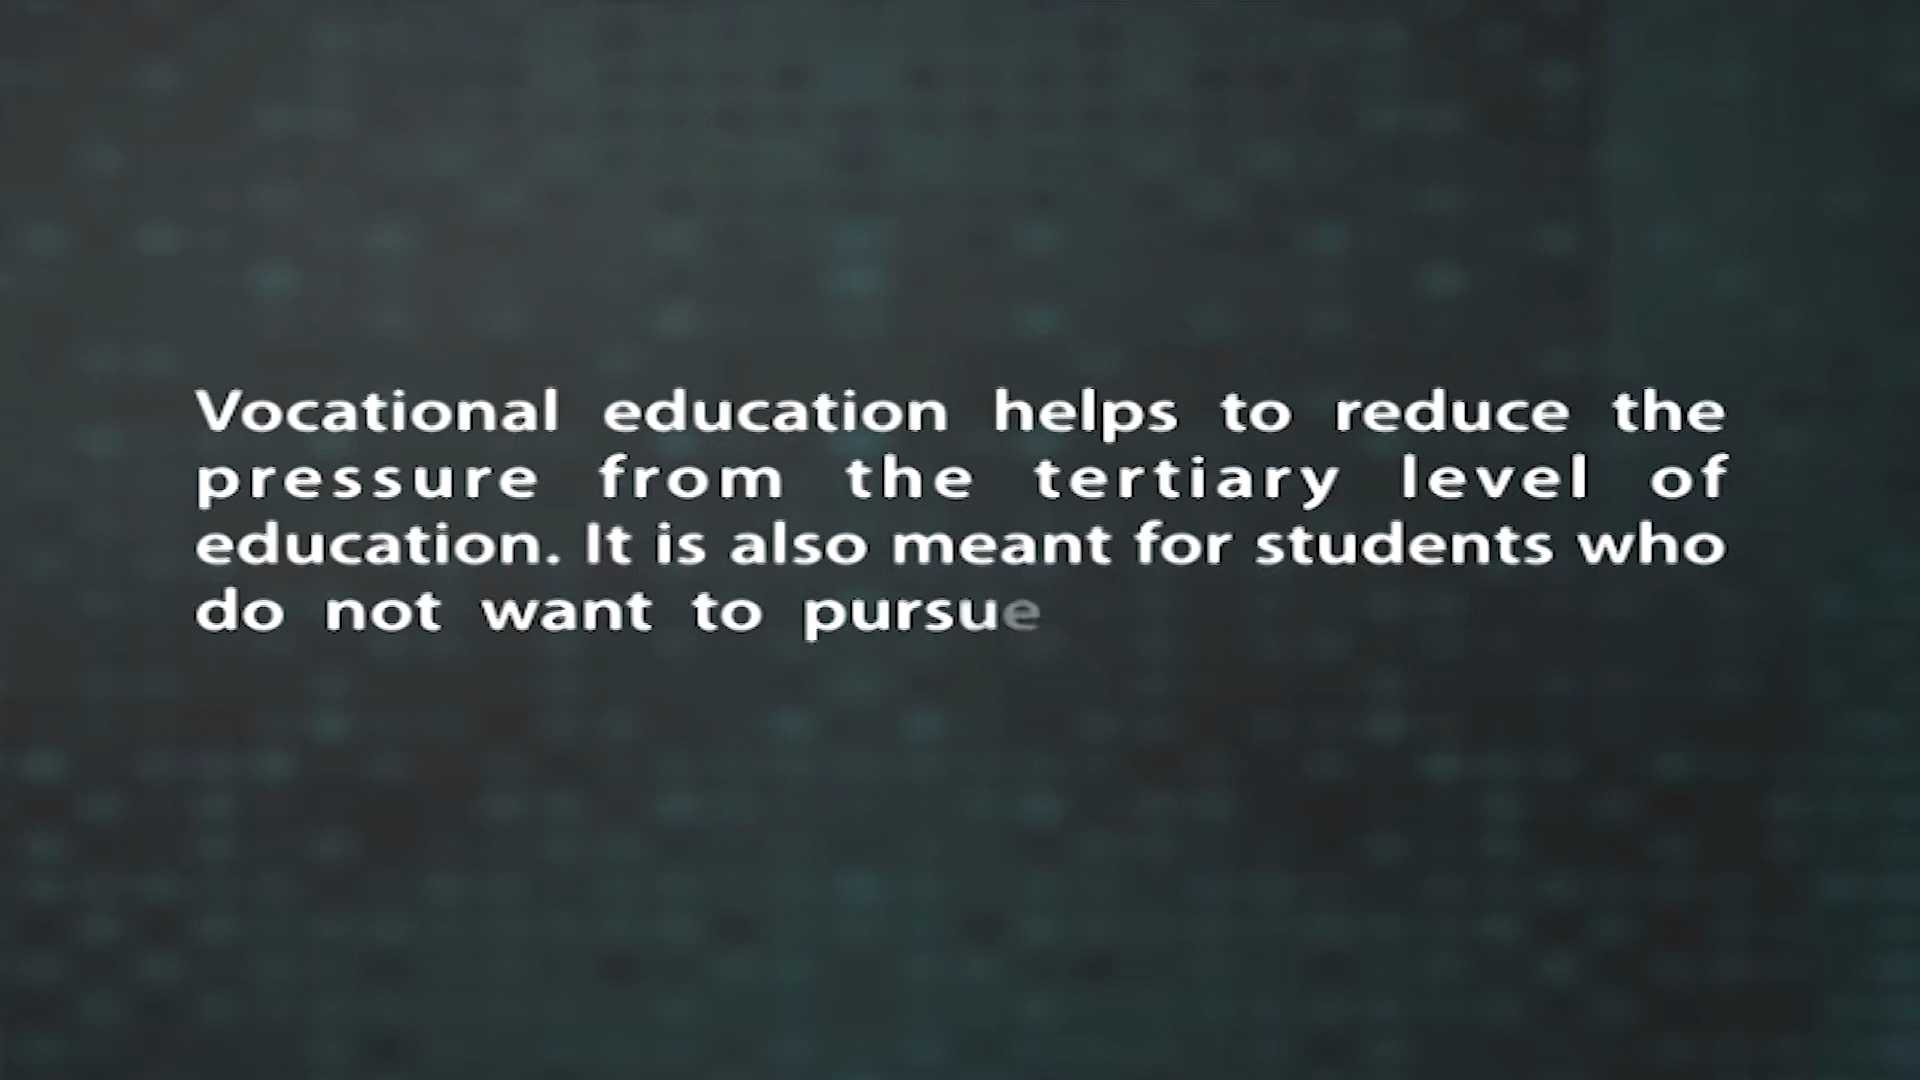 Vocational education helps to reduce the
pressure from the tertiary level of
education. It is also meant for students who
do not want to pursue